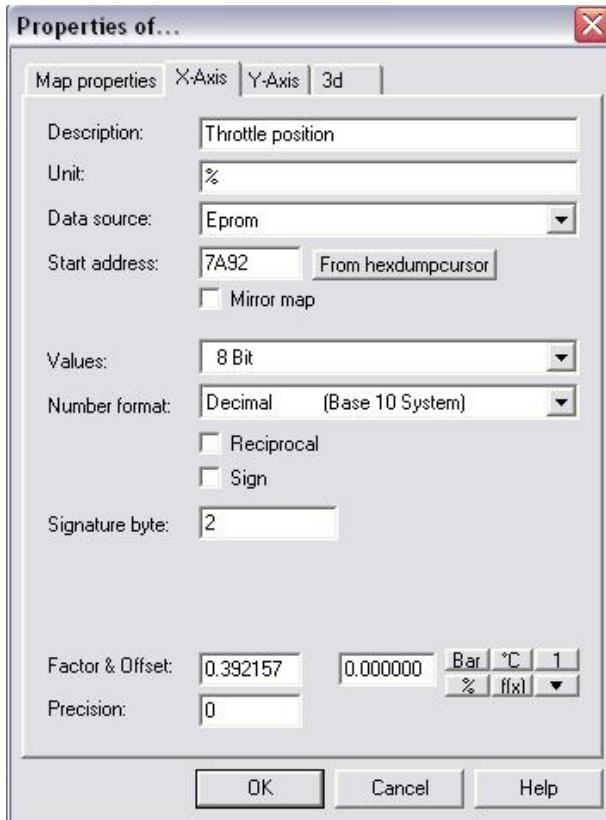 Properties of...
Map properties X-Axis Y-Axis 3d
Description: Throttle position
Unit: %
Data source: Eprom
Start address: 7A92 From hexdumpcursor
Mirror map
Values: 8 Bit
Number format: Decimal (Base 10 System)
Reciprocal
Sign
Signature byte: 2
Factor & Offset: 0.392157 0.000000 Bar °C 1
% f(x)
Precision: 0
OK Cancel Help